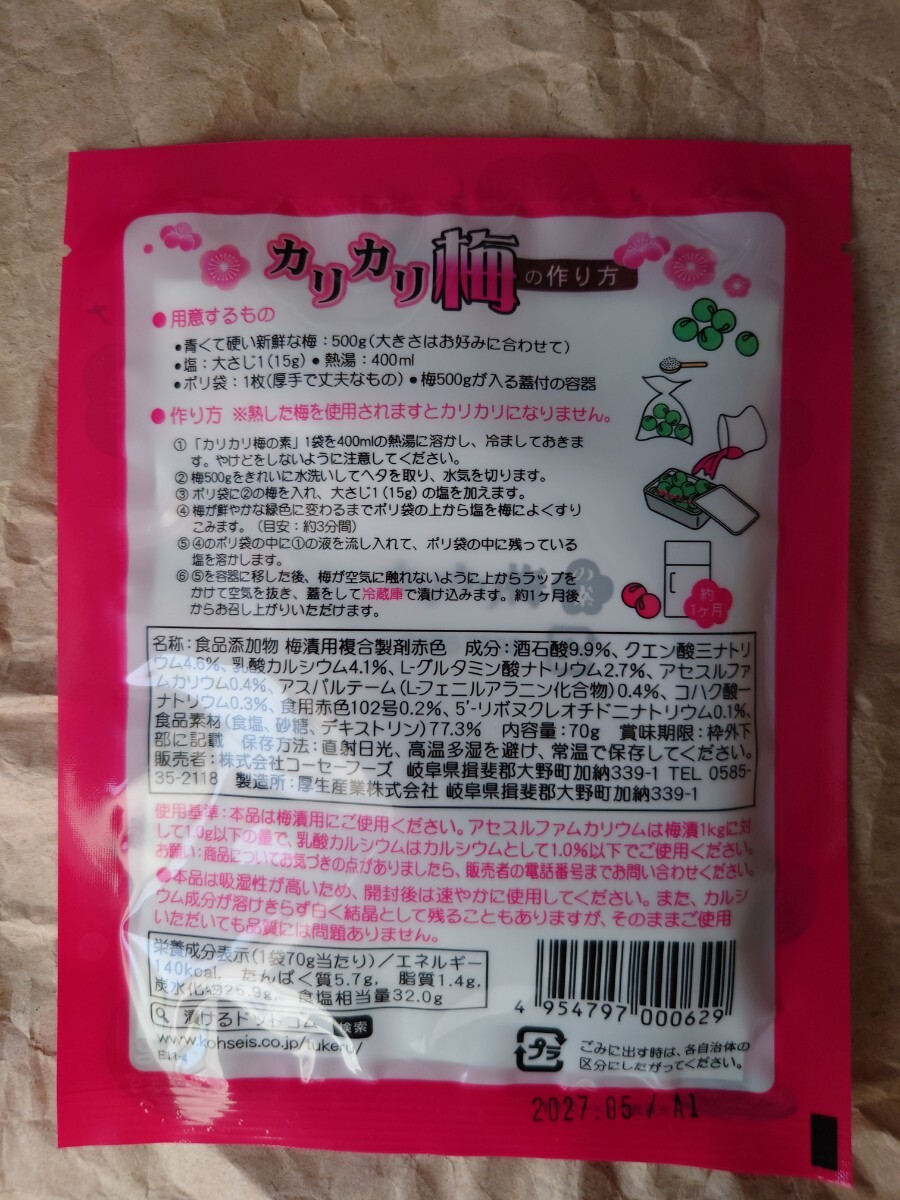 カリカリ梅の作り方
●用意するもの
●青くて硬い新鮮な梅：500g(大きさはお好みに合わせて)
●塩：大さじ1(15g) ●熱湯：400ml
●ポリ袋：1枚(厚手で丈夫なもの) ●梅500gが入る蓋付の容器
●作り方 ※熟した梅を使用されますとカリカリになりません。
①「カリカリ梅の素」1袋を400mlの熱湯に溶かし、冷ましておきま
す。やけどをしないように注意してください。
②梅500gをきれいに水洗いしてヘタを取り、水気を切ります。
③ポリ袋に②の梅を入れ、大さじ1(15g)の塩を加えます。
④梅が鮮やかな緑色に変わるまでポリ袋の上から塩を梅によくすり
こみます。(目安：約3分間)
⑤④のポリ袋の中に①の液を流し入れて、ポリ袋の中に残っている
塩を溶かします。
⑥⑤を容器に移した後、梅が空気に触れないように上からラップを
かけて空気を抜き、蓋をして冷蔵庫で漬け込みます。約1ヶ月後
からお召し上がりいただけます。
約
1ヶ月
名称：食品添加物 梅漬用複合製剤赤色 成分：酒石酸9.9%、クエン酸三ナトリ
ウム4.6%、乳酸カルシウム4.1%、L-グルタミン酸ナトリウム2.7%、アセスルファ
ムカリウム0.4%、アスパルテーム(L-フェニルアラニン化合物)0.4%、コハク酸一
ナトリウム0.3%、食用赤色102号0.2%、5'-リボヌクレオチド二ナトリウム0.1%、
食品素材(食塩、砂糖、デキストリン)77.3% 内容量：70g 賞味期限：枠外下
部に記載 保存方法：直射日光、高温多湿を避け、常温で保存してください。
販売者：株式会社コーセーフーズ 岐阜県揖斐郡大野町加納339-1 TEL 0585-
35-2118 製造所：厚生産業株式会社 岐阜県揖斐郡大野町加納339-1
使用基準：本品は梅漬用にご使用ください。アセスルファムカリウムは梅漬1kgに対
して1.0g以下の量で、乳酸カルシウムはカルシウムとして1.0%以下でご使用ください。
お願い：商品についてお気づきの点がありましたら、販売者の電話番号までお問い合わせください。
●本品は吸湿性が高いため、開封後は速やかに使用してください。また、カルシ
ウム成分が溶けきらず白く結晶として残ることもありますが、そのままご使用
いただいても品質には問題ありません。
栄養成分表示(1袋70g当たり)／エネルギー
140kcal、たんぱく質5.7g、脂質1.4g、
炭水化物25.9g、食塩相当量32.0g
漬けるドットコム 検索
www.kohseis.co.jp/tukeru/
4 954797 000629
プラ
ごみに出す時は、各自治体の
区分にしたがってください。
2027.05 / A1